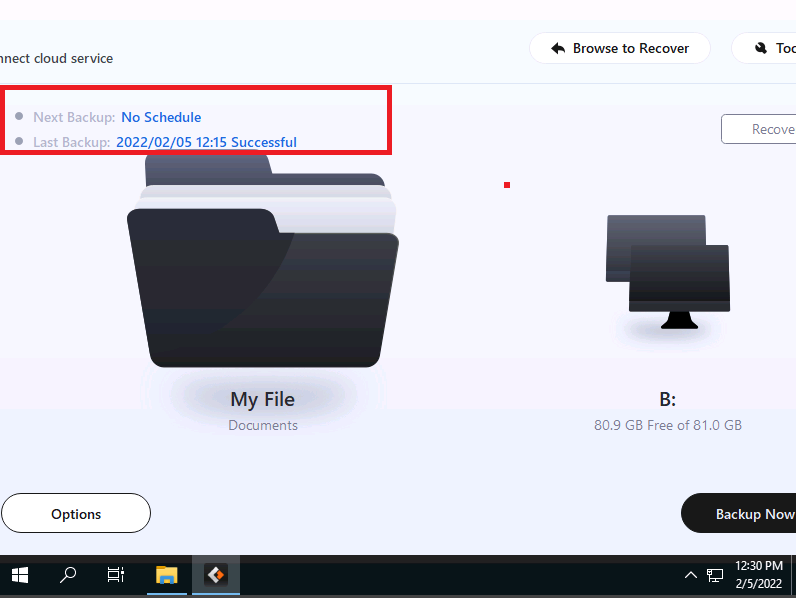 nnect cloud service
Browse to Recover
Too
Next Backup: No Schedule
Last Backup: 2022/02/05 12:15 Successful
Recove
My File
Documents
B:
80.9 GB Free of 81.0 GB
Options
Backup Now
12:30 PM
2/5/2022